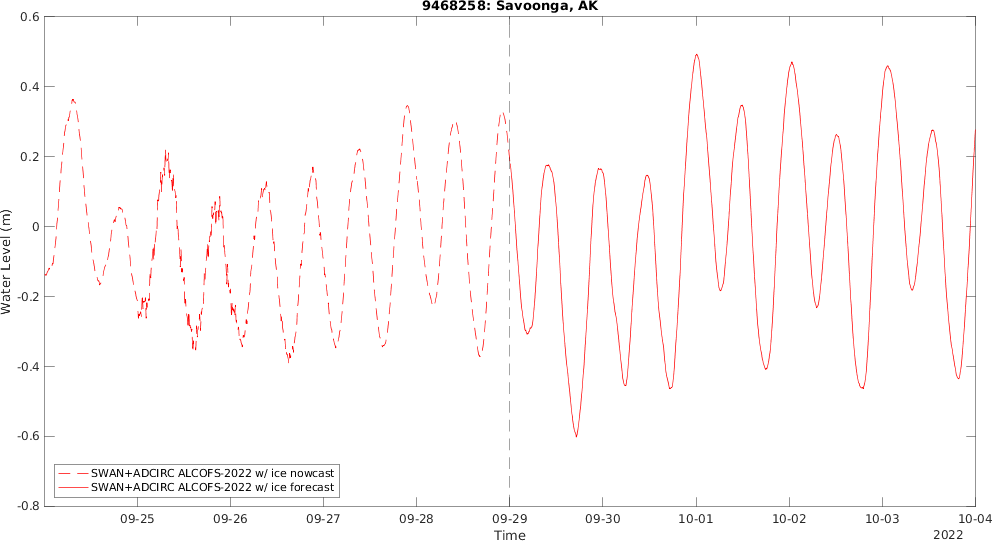 9468258: Savoonga, AK
0.6
0.4
0.2
0
-0.2
-0.4
-0.6
-0.8
Water Level (m)
SWAN+ADCIRC ALCOFS-2022 w/ ice nowcast
SWAN+ADCIRC ALCOFS-2022 w/ ice forecast
09-25 09-26 09-27 09-28 09-29 09-30 10-01 10-02 10-03 10-04
Time
2022